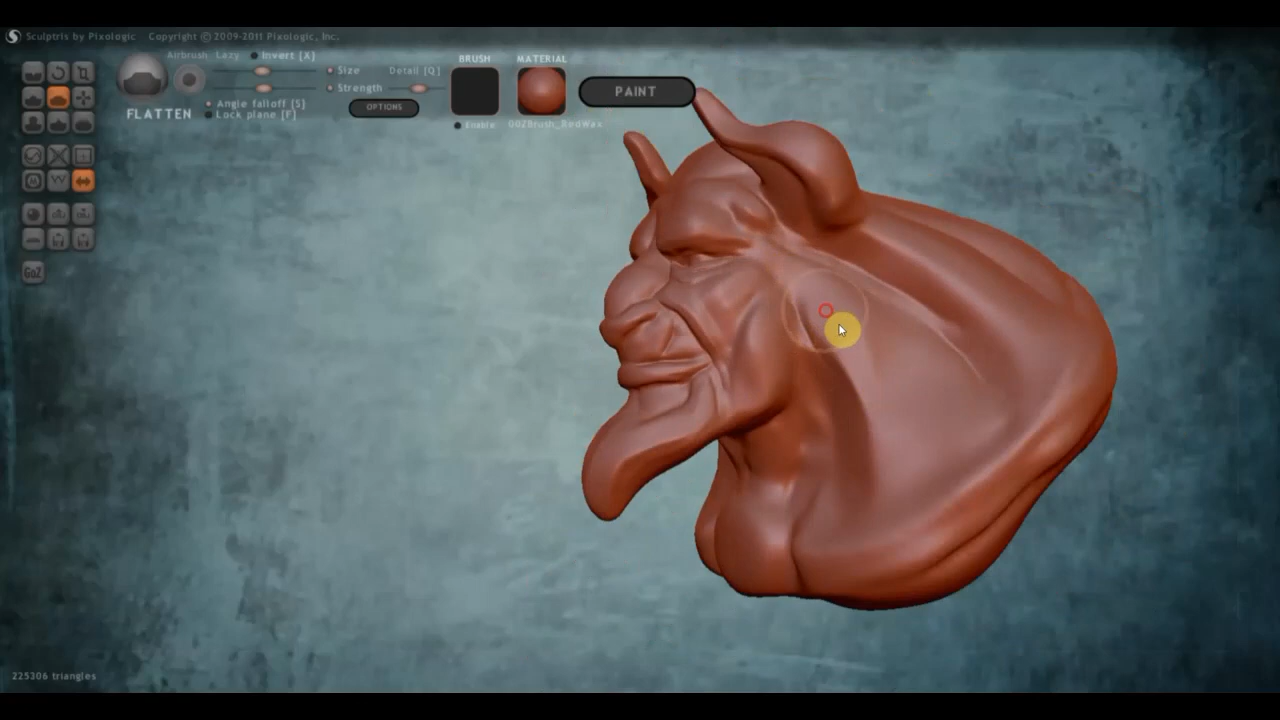 Sculptris by Pixologic Copyright © 2009-2011 Pixologic, Inc.
Airbrush Lazy Invert [X]
Size Detail [Q]
Strength
Angle falloff [S]
FLATTEN Lock plane [F]
OPTIONS
BRUSH MATERIAL
PAINT
Enable GOZBrush_RedWax
GoZ
225306 triangles